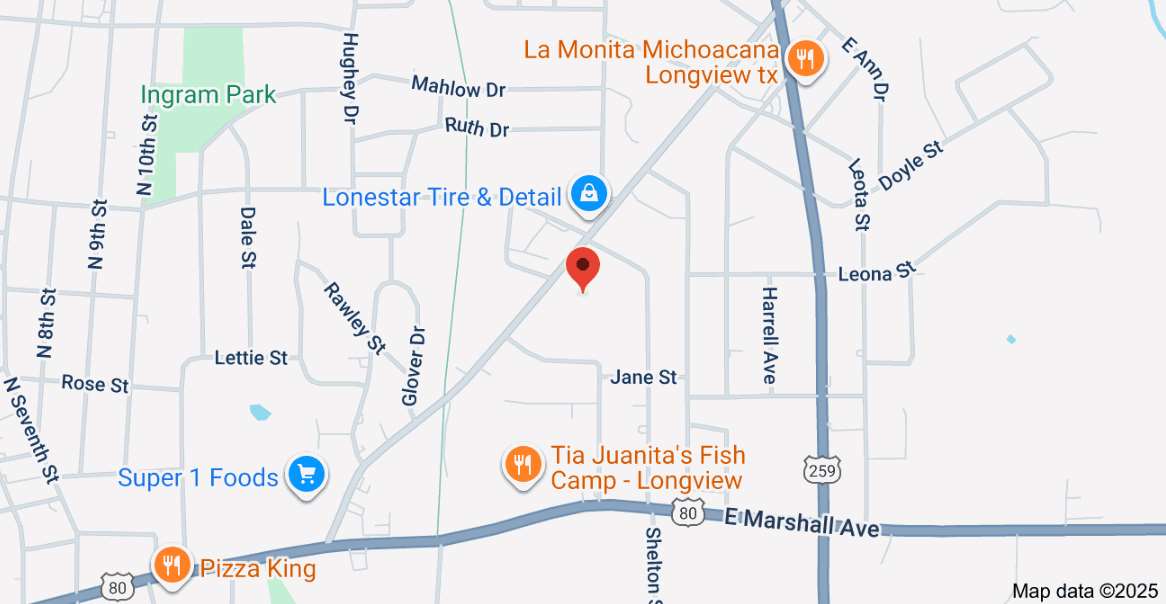 La Monita Michoacana
Longview tx
E Ann Dr
Hughey Dr
Mahlow Dr
Ingram Park
Ruth Dr
N 10th St
Doyle St
Leota St
Lonestar Tire & Detail
N 9th St
Dale St
Leona St
Rawley St
N 8th St
Harrell Ave
Lettie St
Glover Dr
Rose St
Jane St
N Seventh St
Tia Juanita's Fish
Camp - Longview
Super 1 Foods
259
80
E Marshall Ave
Shelton S
Pizza King
80
Map data ©2025